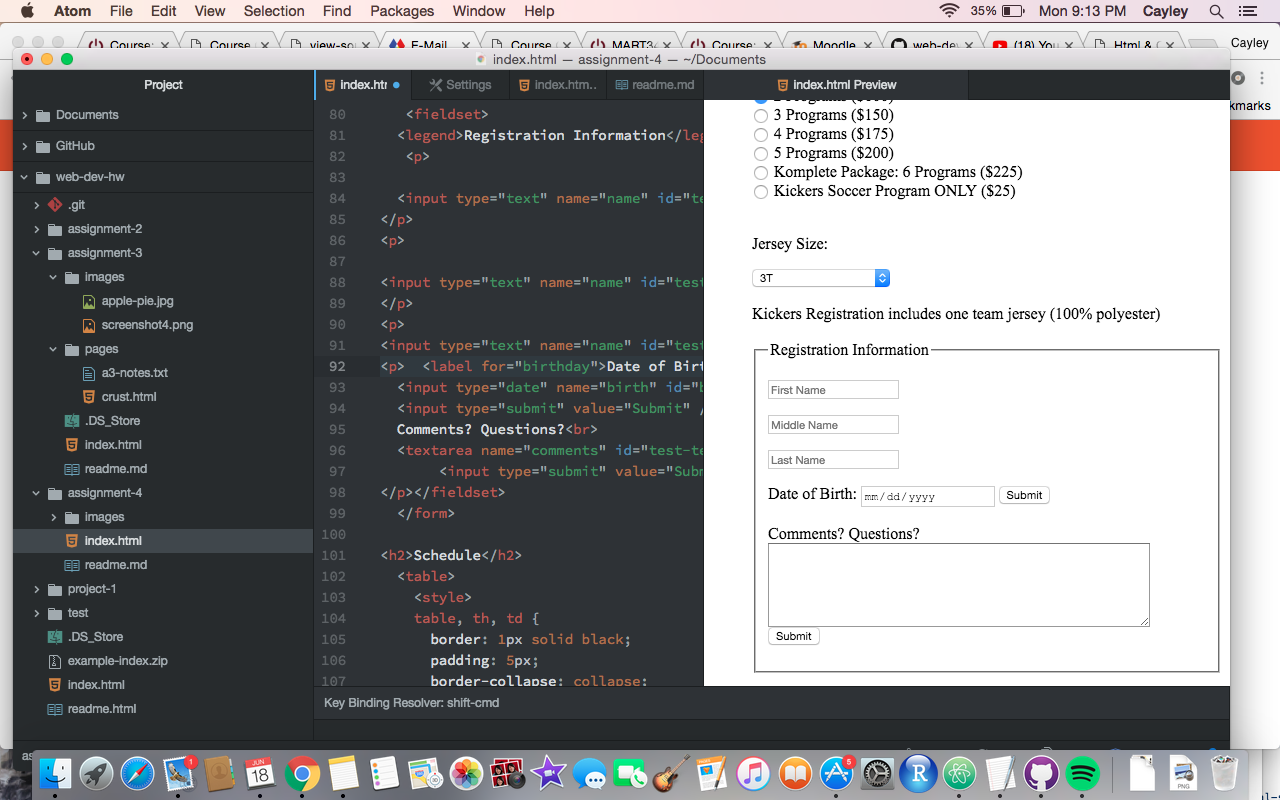 Atom File Edit View Selection Find Packages Window Help 35% Mon 9:13 PM Cayley
Course: Course view-so E-Mail Course MART34 Course: Moodle web-de (18) You Html & Cayley
index.html — assignment-4 — ~/Documents
Project
index.htr Settings index.htm.. readme.md index.html Preview
kmarks
Documents
GitHub
web-dev-hw
.git
assignment-2
assignment-3
images
apple-pie.jpg
screenshot4.png
pages
a3-notes.txt
crust.html
.DS_Store
index.html
readme.md
assignment-4
images
index.html
readme.md
project-1
test
.DS_Store
example-index.zip
index.html
readme.html
80 <fieldset>
81 <legend>Registration Information</leg
82 <p>
83
84 <input type="text" name="name" id="te
85 </p>
86 <p>
87
88 <input type="text" name="name" id="test
89 </p>
90 <p>
91 <input type="text" name="name" id="test
92 <p> <label for="birthday">Date of Birt
93 <input type="date" name="birth" id="b
94 <input type="submit" value="Submit" /
95 Comments? Questions?<br>
96 <textarea name="comments" id="test-te
97 <input type="submit" value="Subm
98 </p></fieldset>
99 </form>
100
101 <h2>Schedule</h2>
102 <table>
103 <style>
104 table, th, td {
105 border: 1px solid black;
106 padding: 5px;
107 border-collapse: collapse;
3 Programs ($150)
4 Programs ($175)
5 Programs ($200)
Komplete Package: 6 Programs ($225)
Kickers Soccer Program ONLY ($25)
Jersey Size:
3T
Kickers Registration includes one team jersey (100% polyester)
Registration Information
First Name
Middle Name
Last Name
Date of Birth: mm/dd/yyyy Submit
Comments? Questions?
Submit
Key Binding Resolver: shift-cmd
as
1
JUN
18
5
R
PNG